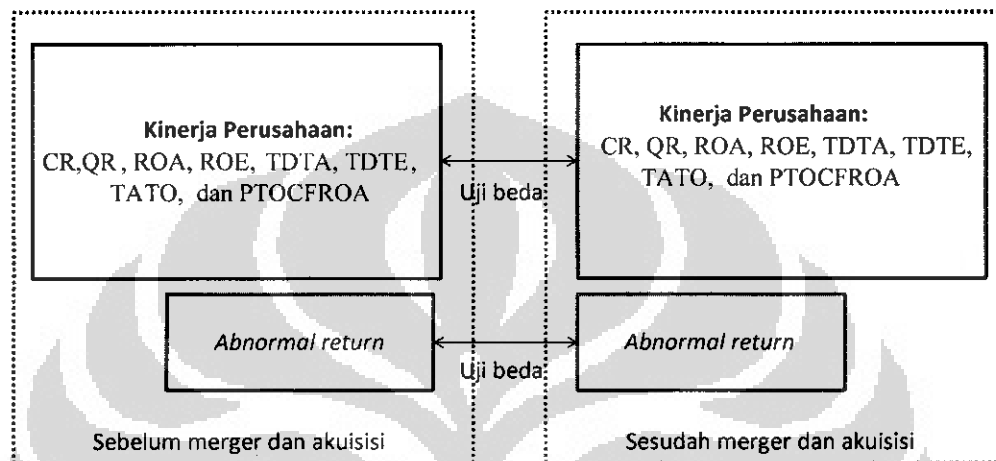 Kinerja Perusahaan:
CR,QR, ROA, ROE, TDTA, TDTE,
TATO, dan PTOCFROA
Uji beda
Kinerja Perusahaan:
CR, QR, ROA, ROE, TDTA, TDTE,
TATO, dan PTOCFROA
Abnormal return
Uji beda
Abnormal return
Sebelum merger dan akuisisi
Sesudah merger dan akuisisi